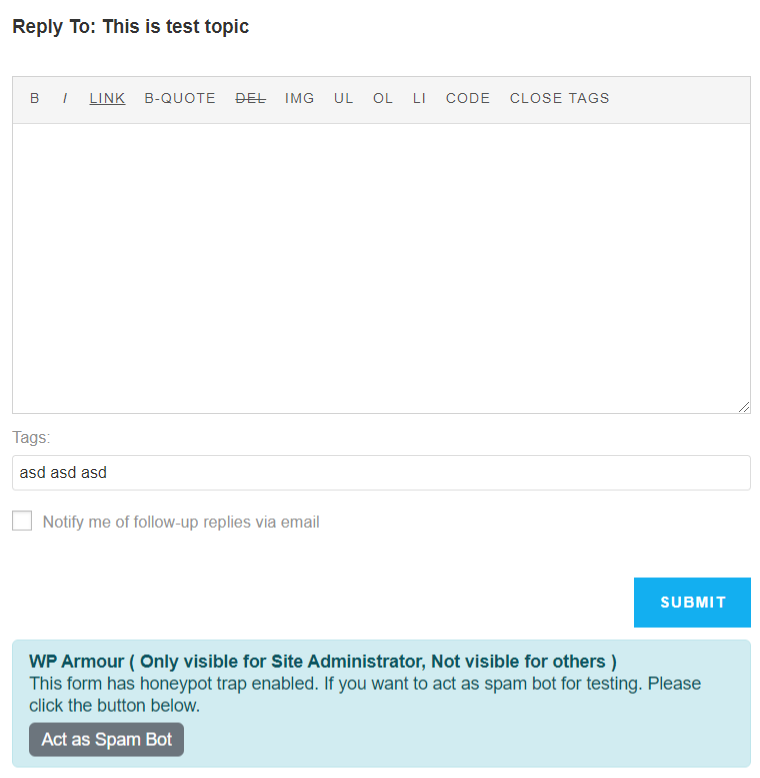 Reply To: This is test topic
B I LINK B-QUOTE DEL IMG UL OL LI CODE CLOSE TAGS
Tags:
asd asd asd
Notify me of follow-up replies via email
SUBMIT
WP Armour ( Only visible for Site Administrator, Not visible for others )
This form has honeypot trap enabled. If you want to act as spam bot for testing. Please
click the button below.
Act as Spam Bot